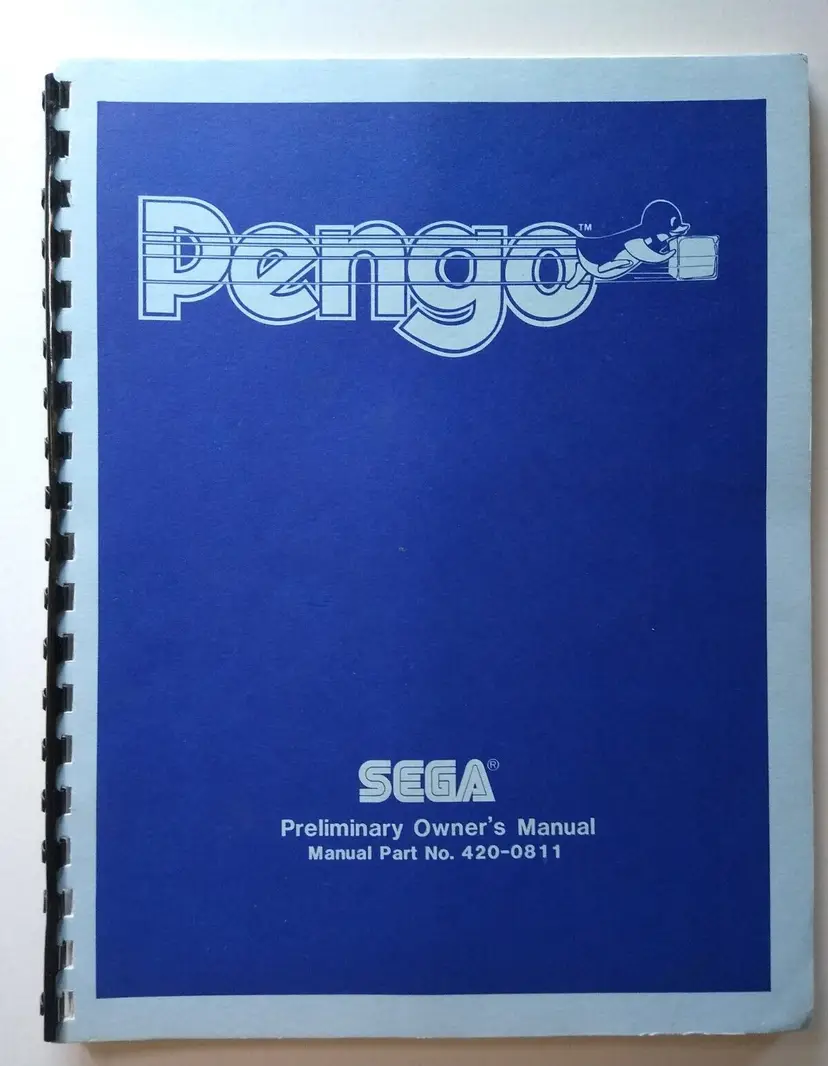 Pengo™
SEGA®
Preliminary Owner's Manual
Manual Part No. 420-0811